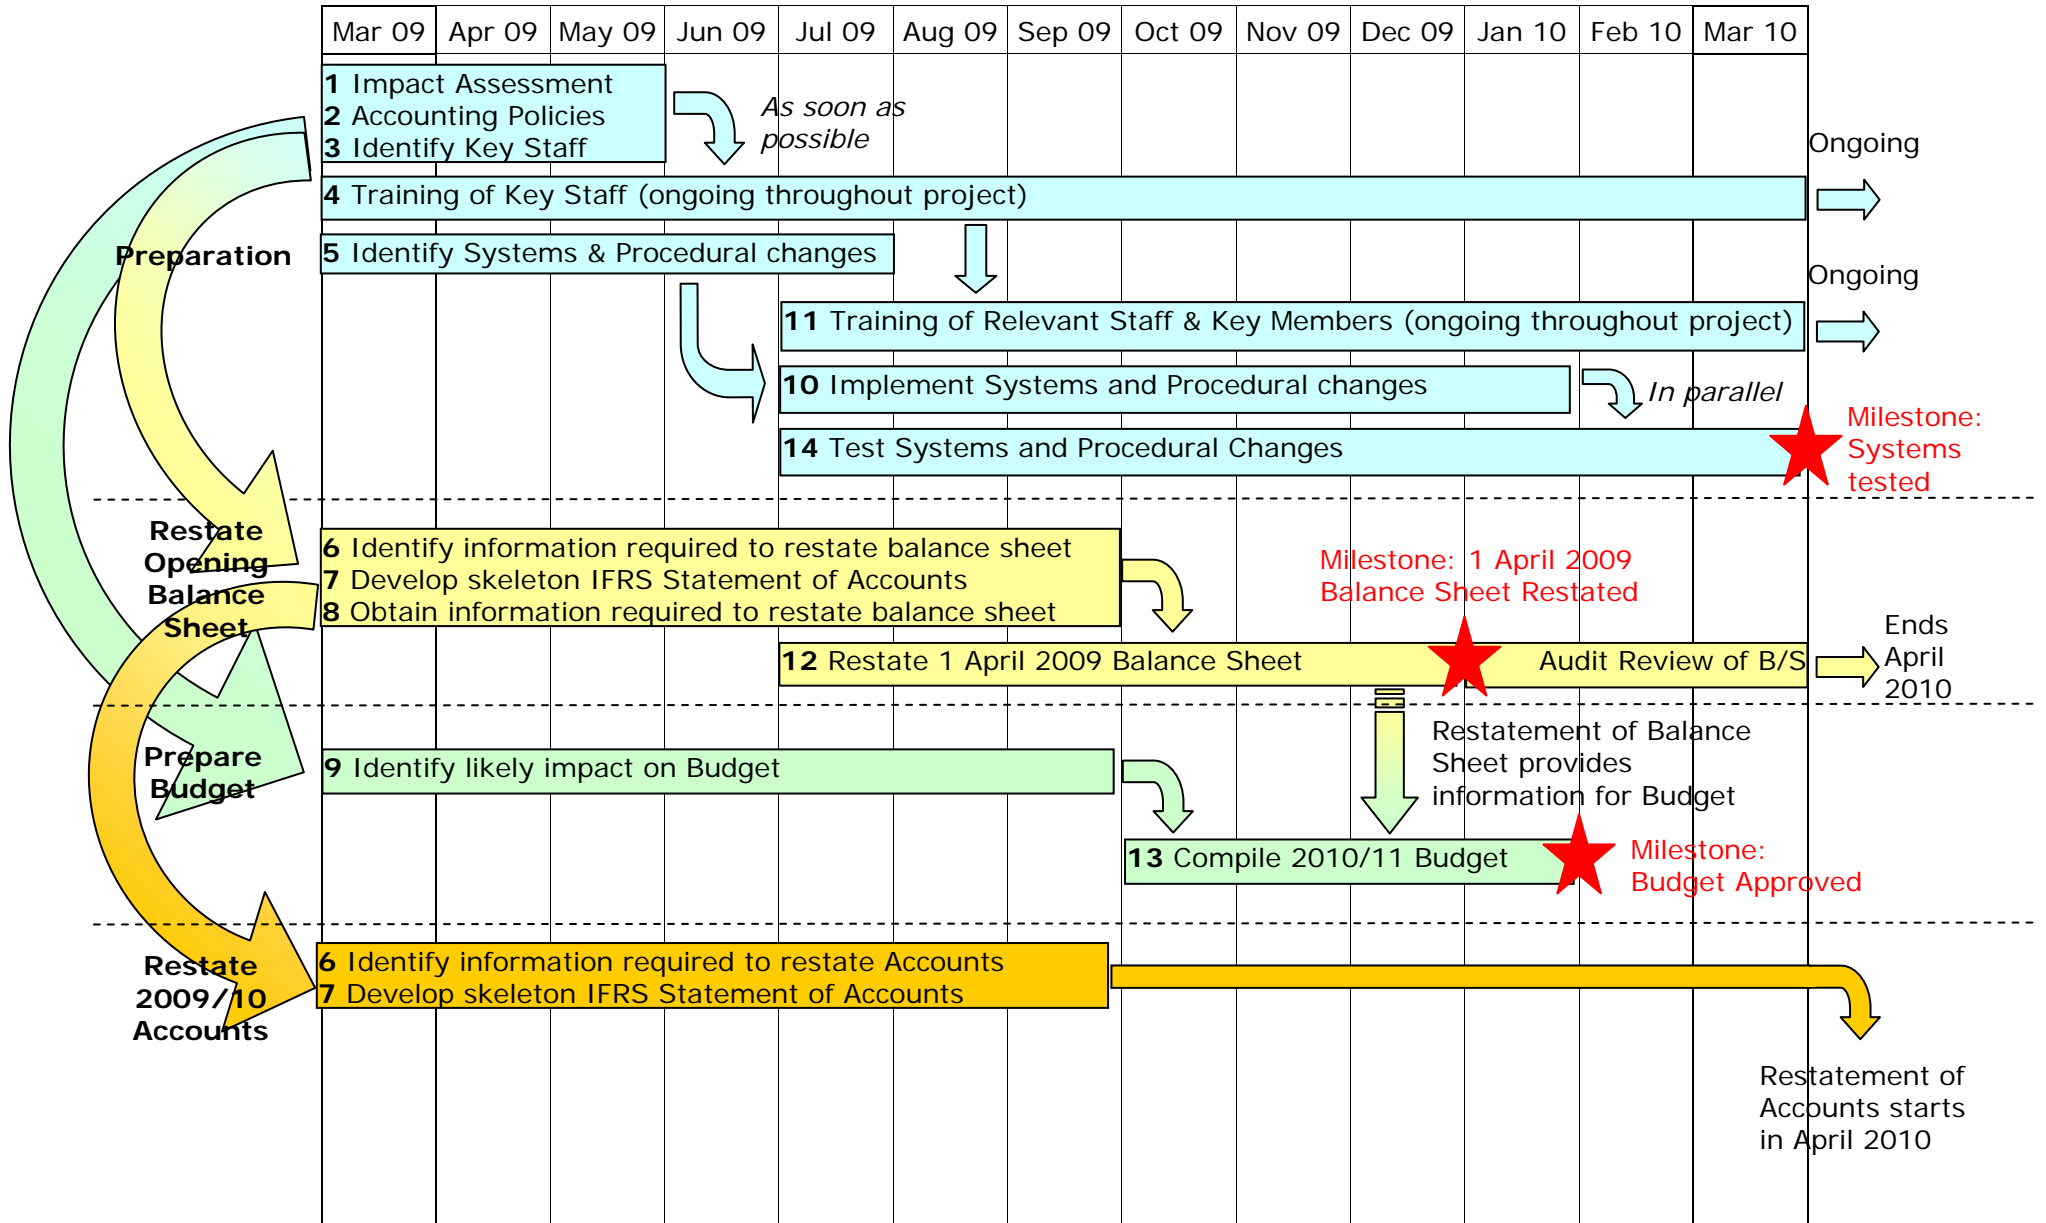 Mar 09 Apr 09 May 09 Jun 09 Jul 09 Aug 09 Sep 09 Oct 09 Nov 09 Dec 09 Jan 10 Feb 10 Mar 10
1 Impact Assessment
2 Accounting Policies
3 Identify Key Staff
As soon as
possible
Ongoing
4 Training of Key Staff (ongoing throughout project)
Preparation
5 Identify Systems & Procedural changes
Ongoing
11 Training of Relevant Staff & Key Members (ongoing throughout project)
10 Implement Systems and Procedural changes
In parallel
14 Test Systems and Procedural Changes
Milestone:
Systems
tested
Restate
Opening
Balance
Sheet
6 Identify information required to restate balance sheet
7 Develop skeleton IFRS Statement of Accounts
8 Obtain information required to restate balance sheet
Milestone: 1 April 2009
Balance Sheet Restated
12 Restate 1 April 2009 Balance Sheet
Audit Review of B/S
Ends
April
2010
Restatement of Balance
Sheet provides
information for Budget
Prepare
Budget
9 Identify likely impact on Budget
13 Compile 2010/11 Budget
Milestone:
Budget Approved
Restate
2009/10
Accounts
6 Identify information required to restate Accounts
7 Develop skeleton IFRS Statement of Accounts
Restatement of
Accounts starts
in April 2010